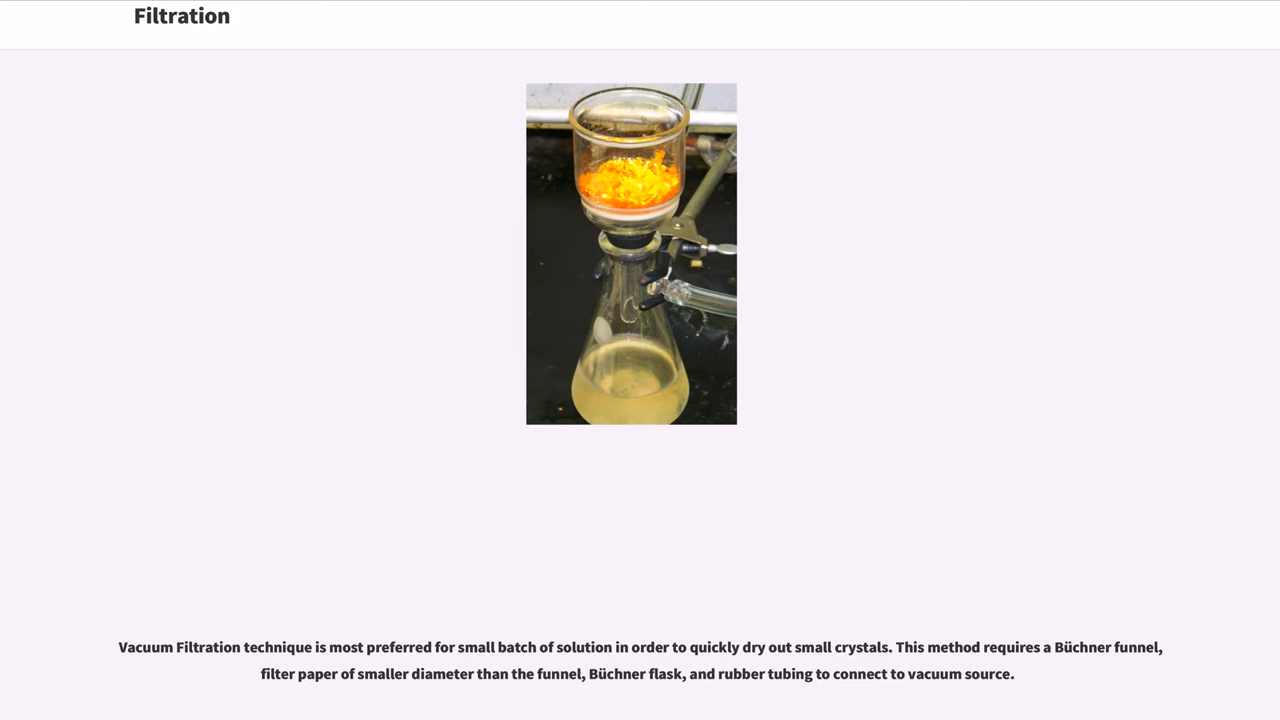 Filtration
Vacuum Filtration technique is most preferred for small batch of solution in order to quickly dry out small crystals. This method requires a Büchner funnel,
filter paper of smaller diameter than the funnel, Büchner flask, and rubber tubing to connect to vacuum source.